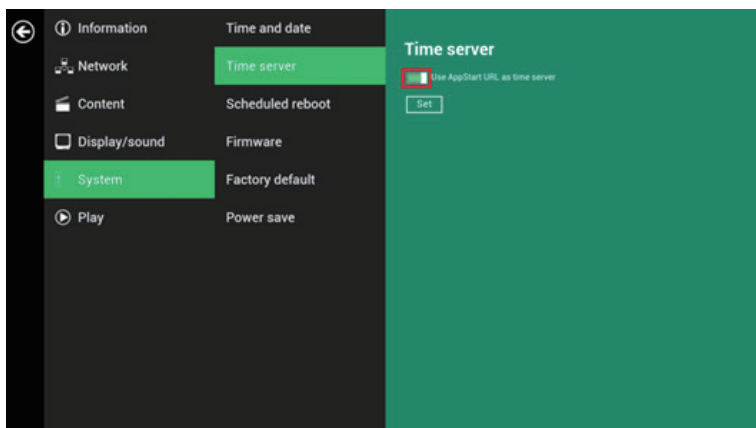 Information
Network
Content
Display/sound
System
Play
Time and date
Time server
Scheduled reboot
Firmware
Factory default
Power save
Time server
Use AppStart URL as time server
Set